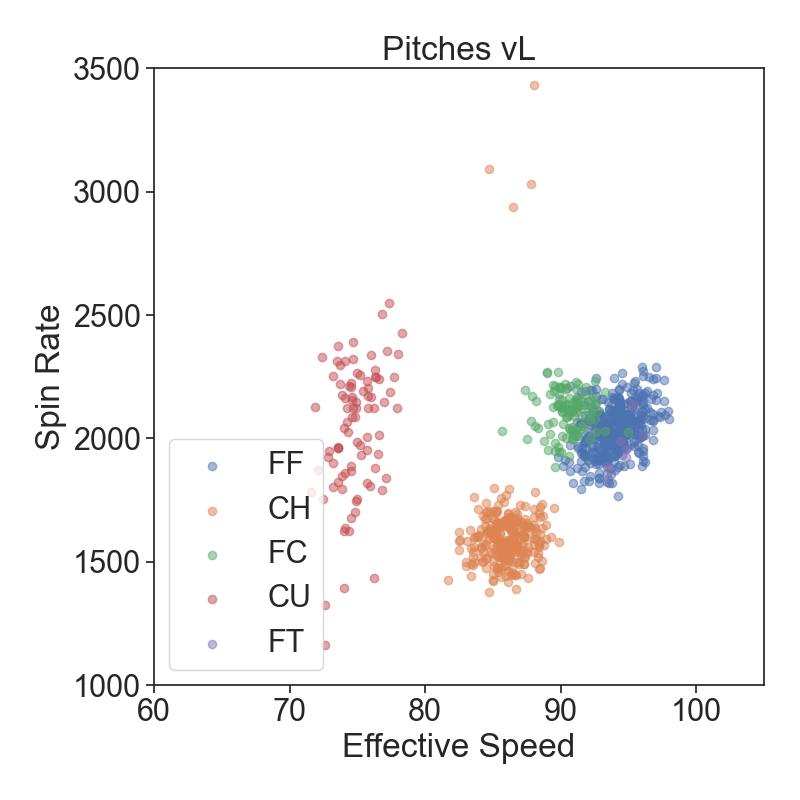 Pitches vL
3500
3000
2500
2000
1500
1000
Spin Rate
FF
CH
FC
CU
FT
60 70 80 90 100
Effective Speed